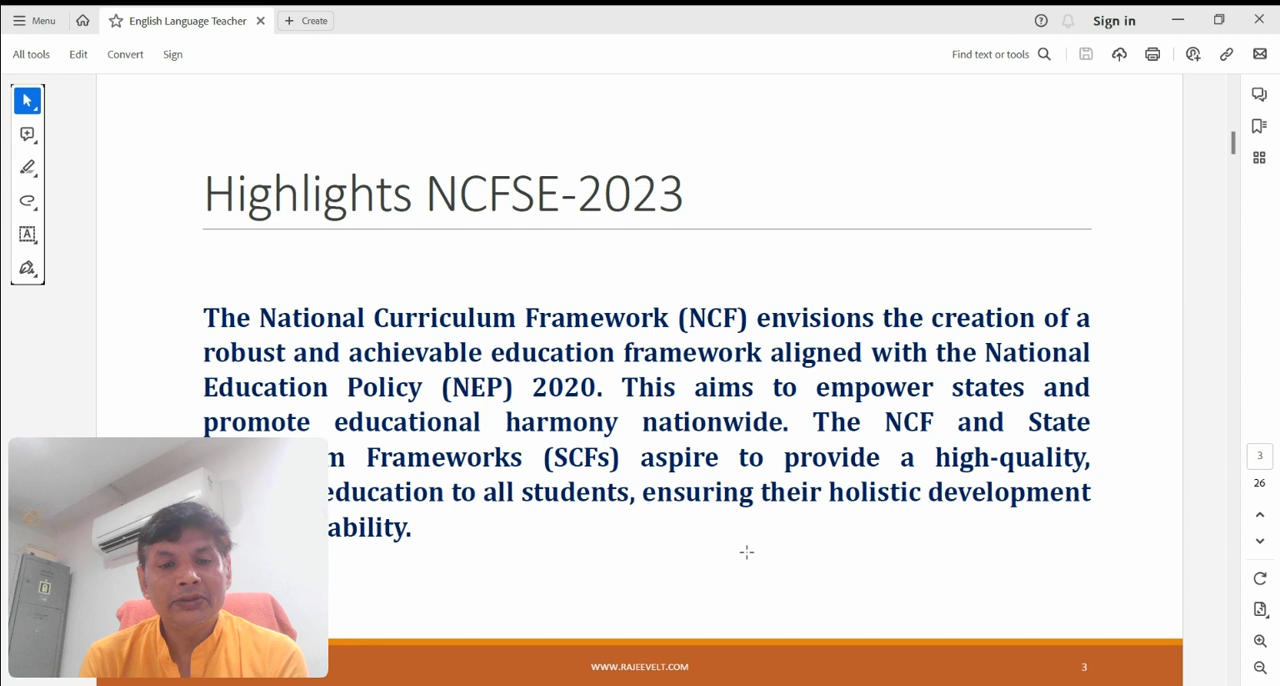 Menu
English Language Teacher
Create
Sign in
All tools
Edit
Convert
Sign
Find text or tools
Highlights NCFSE-2023
The National Curriculum Framework (NCF) envisions the creation of a
robust and achievable education framework aligned with the National
Education Policy (NEP) 2020. This aims to empower states and
promote educational harmony nationwide. The NCF and State
Frameworks (SCFs) aspire to provide a high-quality,
education to all students, ensuring their holistic development
ability.
3
26
WWW.RAJEEVELT.COM
3